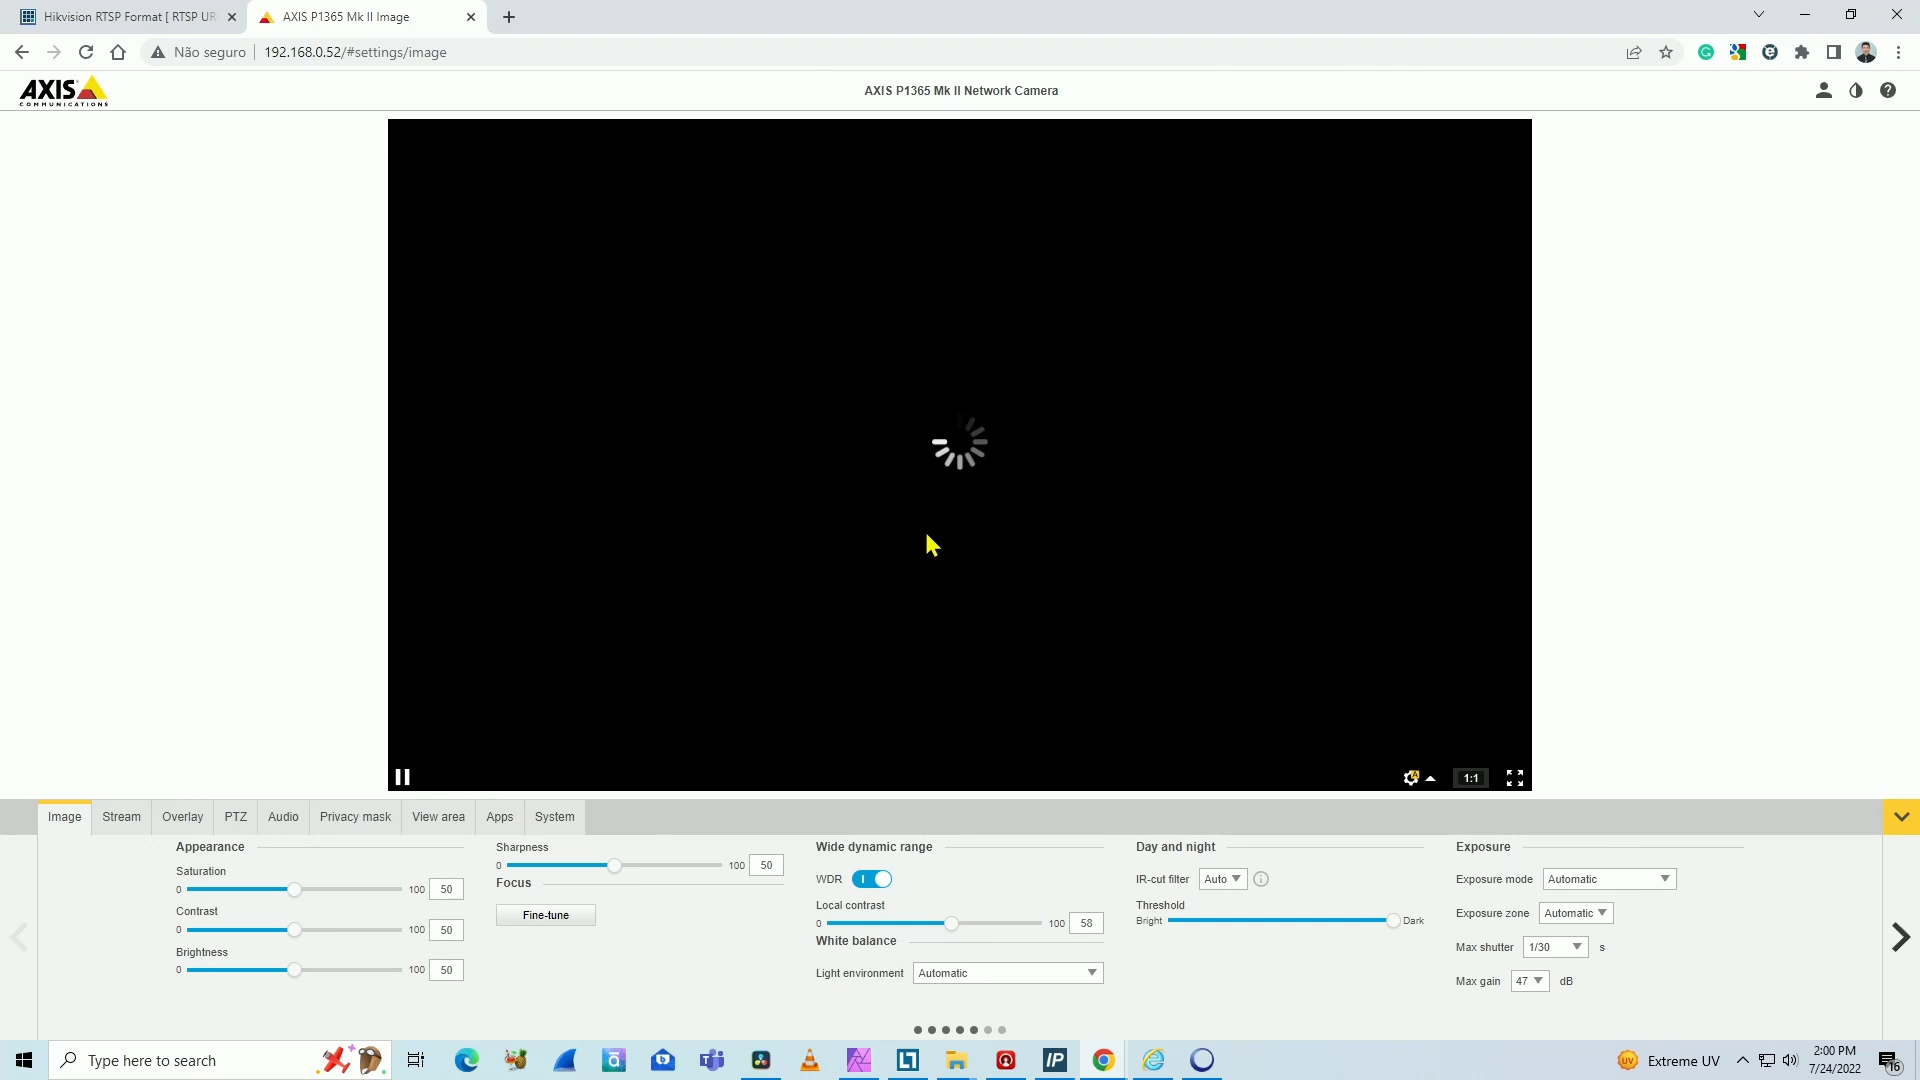 Hikvision RTSP Format [ RTSP UR
AXIS P1365 Mk II Image
Não seguro
192.168.0.52/#settings/image
AXIS
COMMUNICATIONS
AXIS P1365 Mk II Network Camera
1:1
Image Stream Overlay PTZ Audio Privacy mask View area Apps System
Appearance
Saturation
0 100 50
Contrast
0 100 50
Brightness
0 100 50
Sharpness
0 100 50
Focus
Fine-tune
Wide dynamic range
WDR
Local contrast
0 100 58
White balance
Light environment Automatic
Day and night
IR-cut filter Auto
Threshold
Bright Dark
Exposure
Exposure mode Automatic
Exposure zone Automatic
Max shutter 1/30 s
Max gain 47 dB
Type here to search
IP
UV Extreme UV
2:00 PM
7/24/2022
16